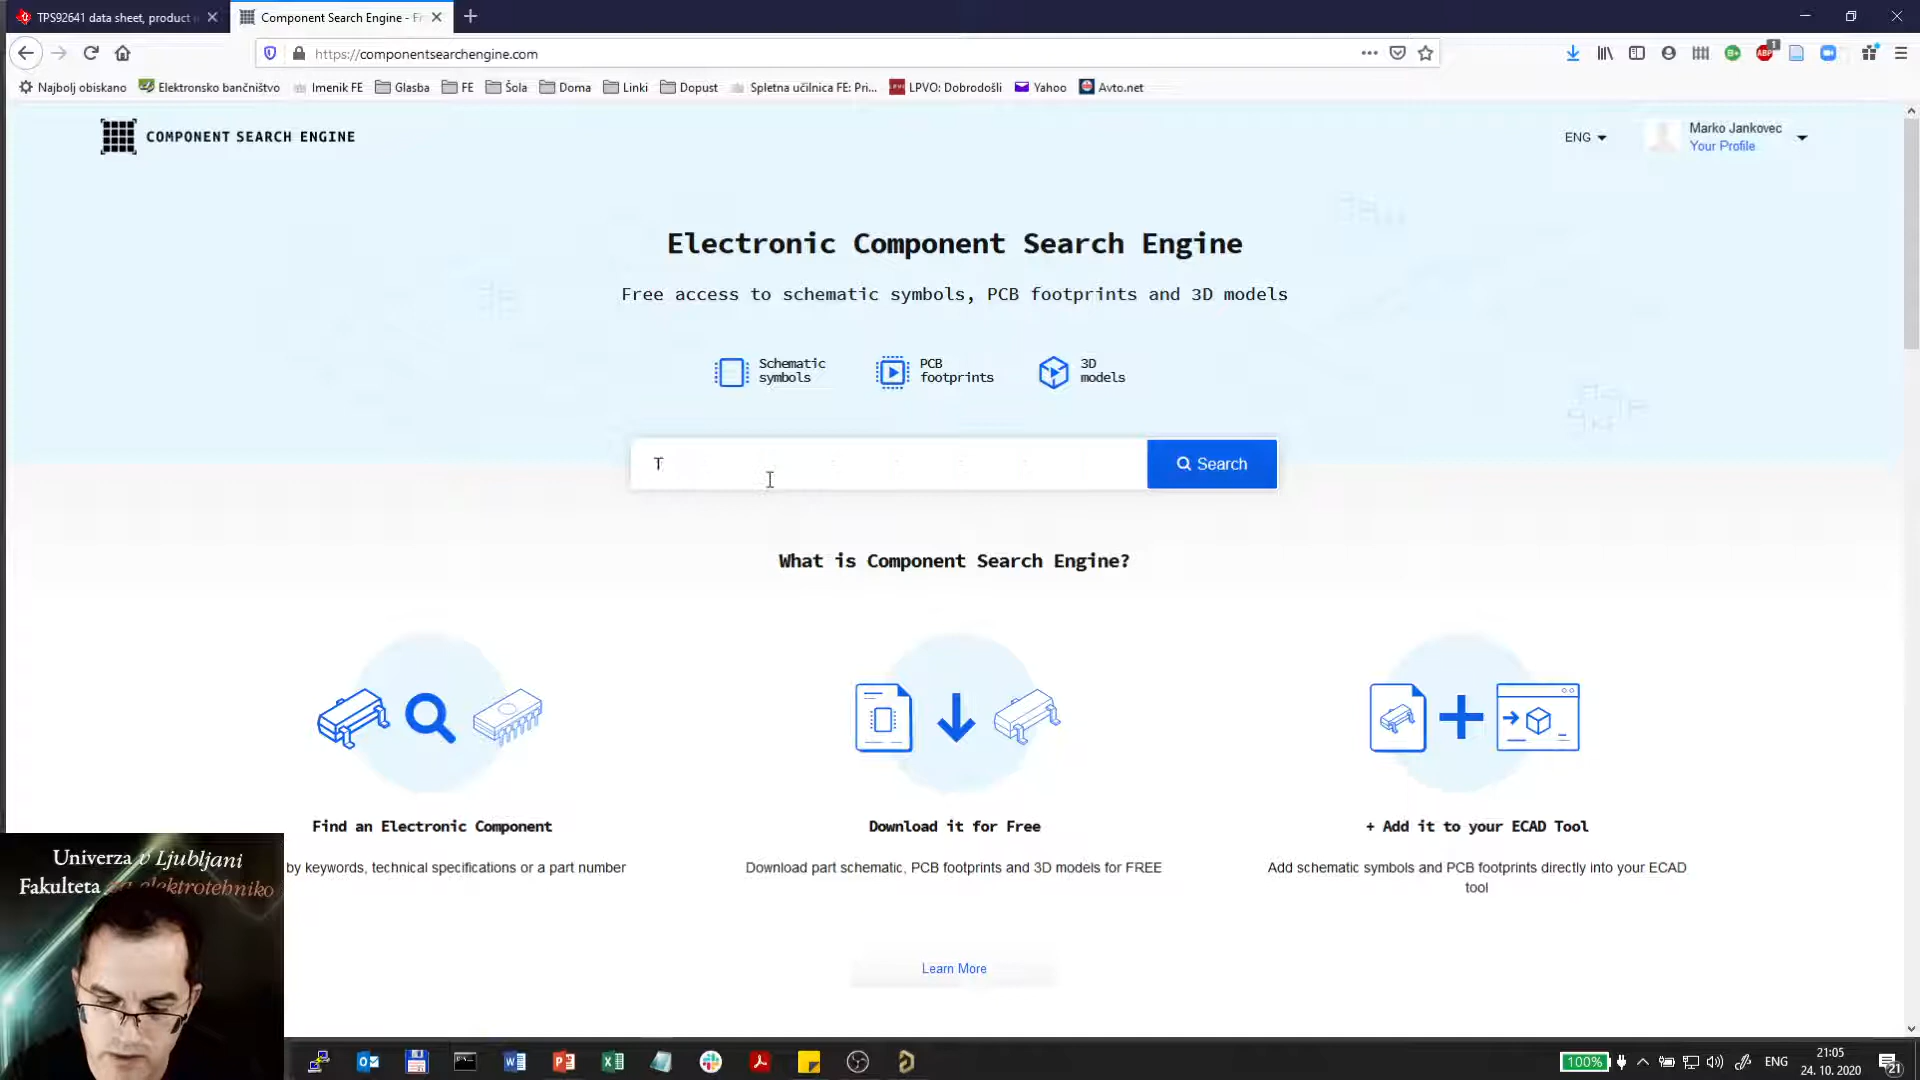 TPS92641 data sheet, product
Component Search Engine - Fr
https://componentsearchengine.com
1
Najbolj obiskano
Elektronsko bančništvo
Imenik FE
Glasba
FE
Šola
Doma
Linki
Dopust
Spletna učilnica FE: Pri...
LPVO: Dobrodošli
Yahoo
Avto.net
COMPONENT SEARCH ENGINE
ENG
Marko Jankovec
Your Profile
Electronic Component Search Engine
Free access to schematic symbols, PCB footprints and 3D models
Schematic
symbols
PCB
footprints
3D
models
T
Search
What is Component Search Engine?
Find an Electronic Component
by keywords, technical specifications or a part number
Download it for Free
Download part schematic, PCB footprints and 3D models for FREE
+ Add it to your ECAD Tool
Add schematic symbols and PCB footprints directly into your ECAD
tool
Learn More
Univerza v Ljubljani
Fakulteta za elektrotehniko
100%
ENG
21:05
24. 10. 2020
21